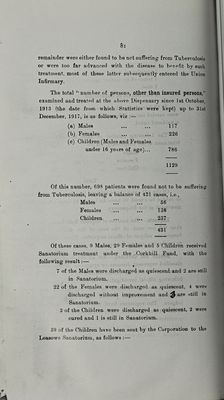 81
remainder were either found to be not suffering from Tuberculosis
or were too far advanced with the disease to benefit by such
treatment, most of these latter subsequently entered the Union
Infirmary.
The total "number of persons, other than insured persons,"
examined and treated at the above Dispensary since 1st October,
1913 (the date from which Statistics were kept) up to 31st
December, 1917, is as follows, viz :—
(a) Males ... ... 117
(b) Females ... ... 226
(c) Children (Males and Females
under 16 years of age)... 786
1129
Of this number, 698 patients were found not to be suffering
from Tuberculosis, leaving a balance of 431 cases, i.e.,
Males ... ... 56
Females ... ... 138
Children ... ... 237
431
Of these cases, 9 Males, 29 Females and 5 Children received
Sanatorium treatment under the Corkhill Fund, with the
following result :—
7 of the Males were discharged as quiescent and 2 are still
in Sanatorium.
22 of the Females were discharged as quiescent, 4 were
discharged without improvement and 3 are still in
Sanatorium.
2 of the Children were discharged as quiescent, 2 were
cured and 1 is still in Sanatorium.
39 of the Children have been sent by the Corporation to the
Leasowe Sanatorium, as follows :—